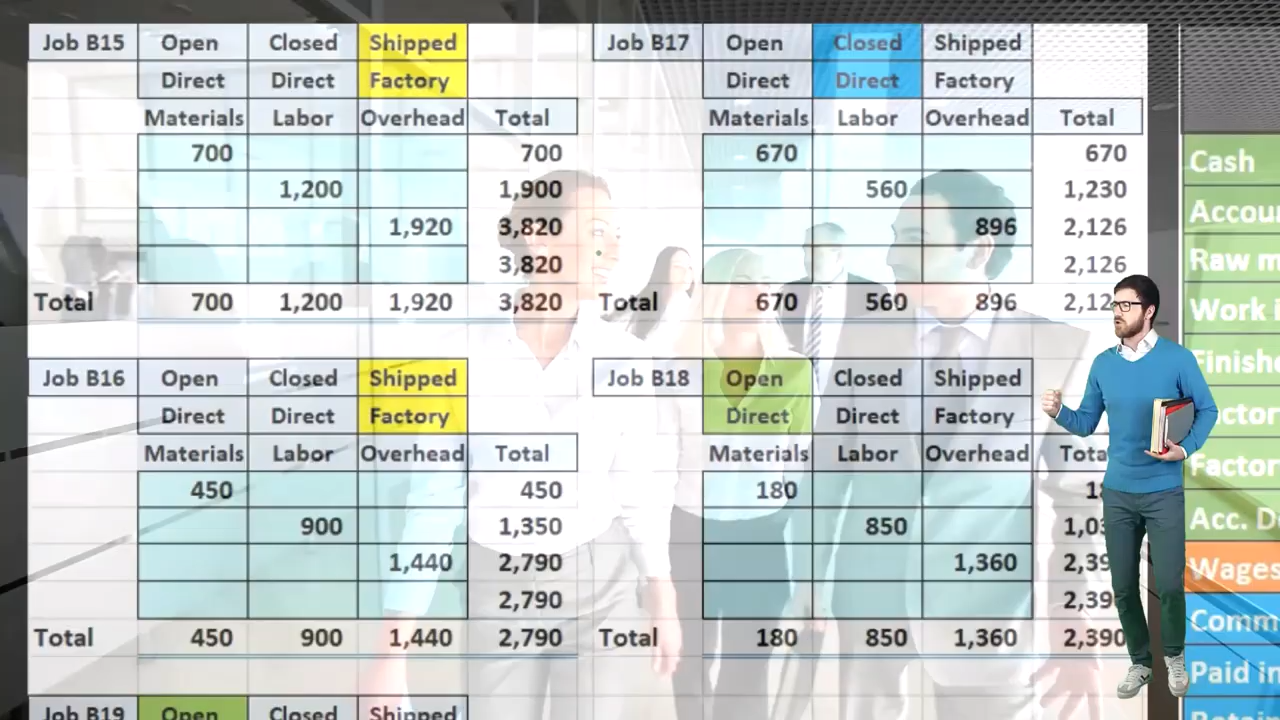 Job B15 Open Closed Shipped
Direct Direct Factory
Materials Labor Overhead Total
700 700
1,200 1,900
1,920 3,820
3,820
Total 700 1,200 1,920 3,820
Job B17 Open Closed Shipped
Direct Direct Factory
Materials Labor Overhead Total
670 670
560 1,230
896 2,126
2,126
Total 670 560 896
Job B16 Open Closed Shipped
Direct Direct Factory
Materials Labor Overhead Total
450 450
900 1,350
1,440 2,790
2,790
Total 450 900 1,440 2,790
Job B18 Open Closed Shipped
Direct Direct Factory
Materials Labor Overhead Total
180
850
1,360
Total 180 850 1,360 2,390
Job B19 Open Closed Shipped
Cash
Raw
Work
Acc.
Wages
Paid in